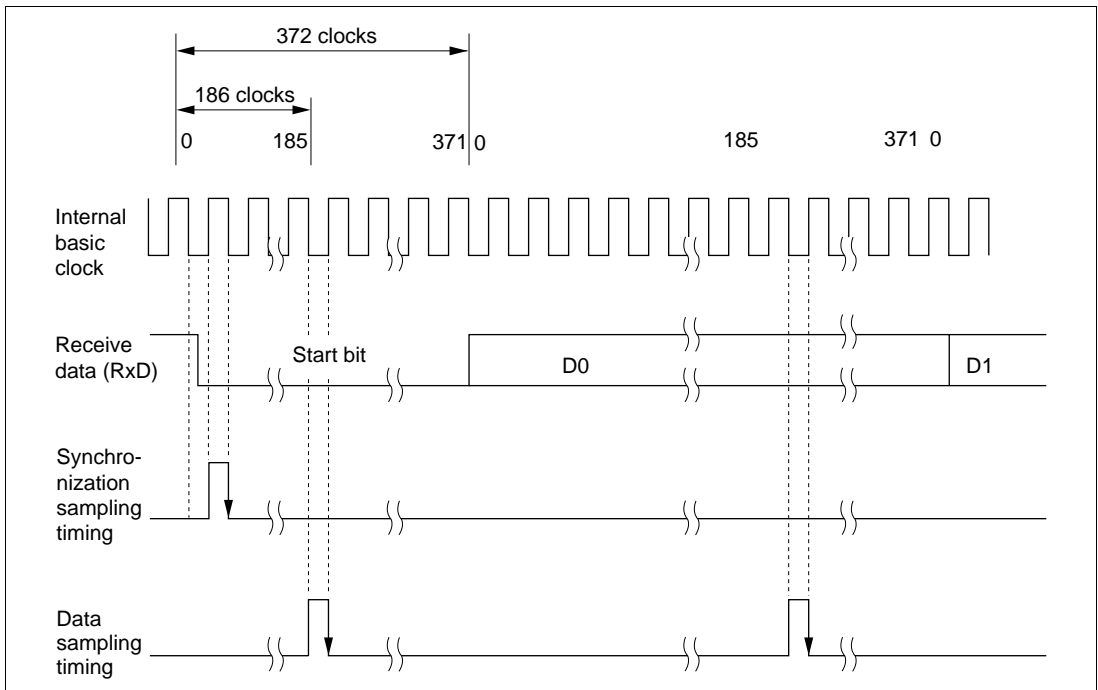 372 clocks
186 clocks
0 185 371 0 185 371 0
Internal
basic
clock
Receive
data (RxD)
Start bit
D0
D1
Synchro-
nization
sampling
timing
Data
sampling
timing